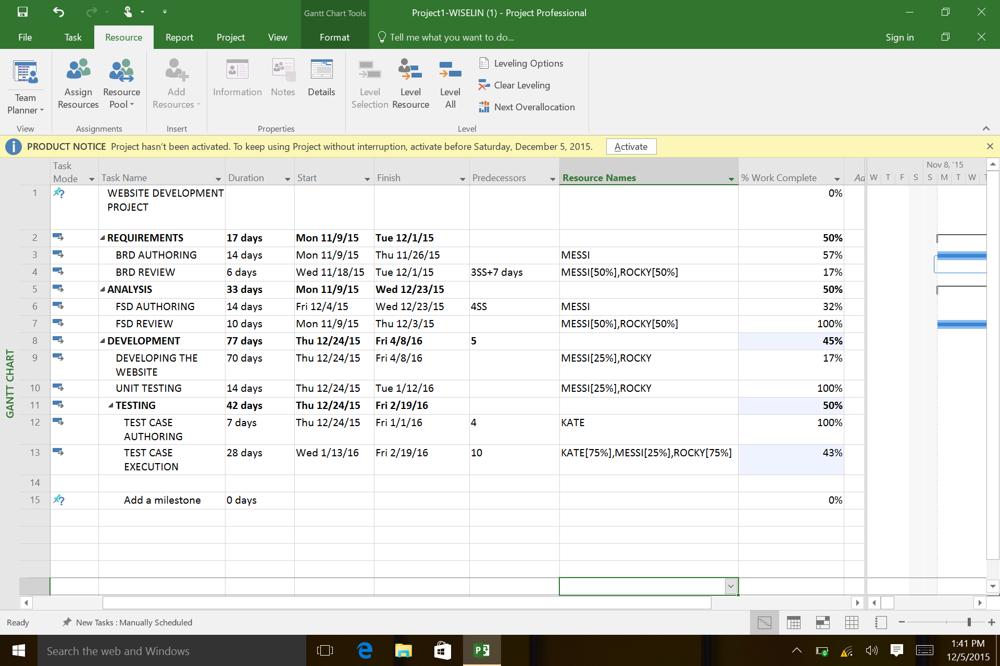 Gantt Chart Tools
Project1-WISELIN (1) - Project Professional
File Task Resource Report Project View Format Tell me what you want to do... Sign in
Team Planner
Assign Resources
Resource Pool
Add Resources
Information
Notes
Details
Level Selection
Level Resource
Level All
Leveling Options
Clear Leveling
Next Overallocation
View Assignments Insert Properties Level
PRODUCT NOTICE Project hasn't been activated. To keep using Project without interruption, activate before Saturday, December 5, 2015. Activate
GANTT CHART
Task Mode Task Name Duration Start Finish Predecessors Resource Names % Work Complete Ad
Nov 8, '15
W T F S S M T W T
1 WEBSITE DEVELOPMENT PROJECT 0%
2 REQUIREMENTS 17 days Mon 11/9/15 Tue 12/1/15 50%
3 BRD AUTHORING 14 days Mon 11/9/15 Thu 11/26/15 MESSI 57%
4 BRD REVIEW 6 days Wed 11/18/15 Tue 12/1/15 3SS+7 days MESSI[50%],ROCKY[50%] 17%
5 ANALYSIS 33 days Mon 11/9/15 Wed 12/23/15 50%
6 FSD AUTHORING 14 days Fri 12/4/15 Wed 12/23/15 4SS MESSI 32%
7 FSD REVIEW 10 days Mon 11/9/15 Thu 12/3/15 MESSI[50%],ROCKY[50%] 100%
8 DEVELOPMENT 77 days Thu 12/24/15 Fri 4/8/16 5 45%
9 DEVELOPING THE WEBSITE 70 days Thu 12/24/15 Fri 4/8/16 MESSI[25%],ROCKY 17%
10 UNIT TESTING 14 days Thu 12/24/15 Tue 1/12/16 MESSI[25%],ROCKY 100%
11 TESTING 42 days Thu 12/24/15 Fri 2/19/16 50%
12 TEST CASE AUTHORING 7 days Thu 12/24/15 Fri 1/1/16 4 KATE 100%
13 TEST CASE EXECUTION 28 days Wed 1/13/16 Fri 2/19/16 10 KATE[75%],MESSI[25%],ROCKY[75%] 43%
14
15 Add a milestone 0 days 0%
Ready New Tasks : Manually Scheduled
Search the web and Windows
1:41 PM
12/5/2015